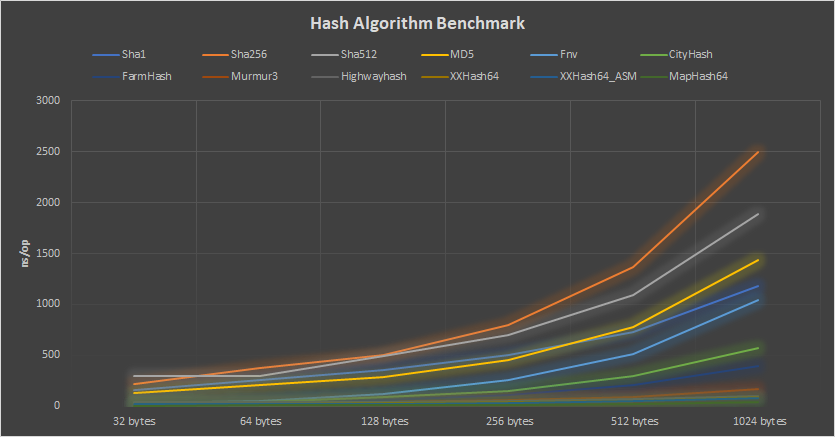 Hash Algorithm Benchmark
Sha1 Sha256 Sha512 MD5 Fnv CityHash
FarmHash Murmur3 Highwayhash XXHash64 XXHash64_ASM MapHash64
3000
2500
2000
1500
1000
500
0
ns/op
32 bytes 64 bytes 128 bytes 256 bytes 512 bytes 1024 bytes